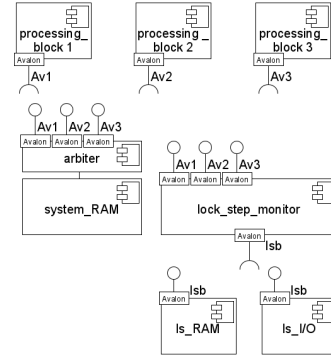 processing_
block 1
processing_
block 2
processing_
block 3
Avalon
Avalon
Avalon
Av1
Av2
Av3
Av1 Av2 Av3
Avalon Avalon Avalon
arbiter
system_RAM
Av1 Av2 Av3
Avalon Avalon Avalon
lock_step_monitor
Avalon
lsb
lsb
Avalon
ls_RAM
lsb
Avalon
ls_I/O